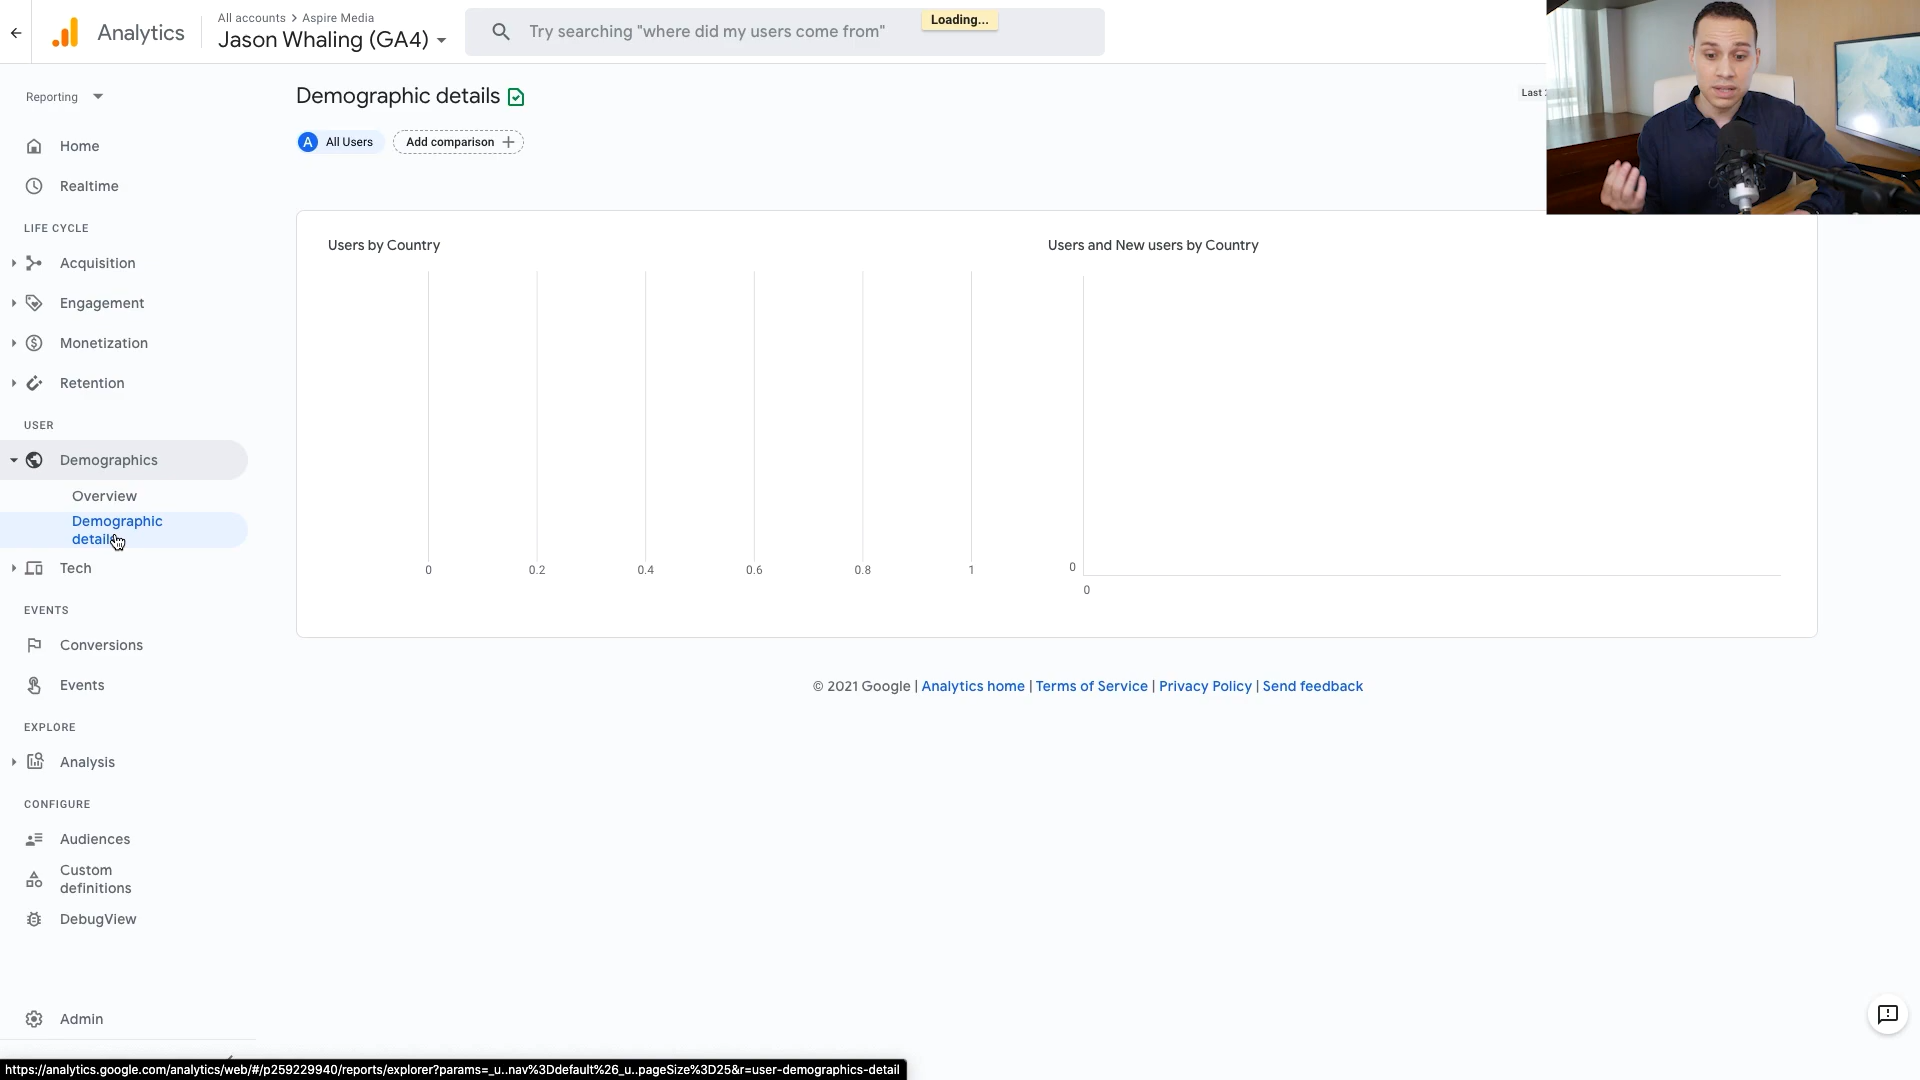 Analytics
All accounts > Aspire Media
Jason Whaling (GA4)
Try searching "where did my users come from"
Loading...
Reporting
Demographic details
Last
A All Users
Add comparison +
Home
Realtime
LIFE CYCLE
Acquisition
Engagement
Monetization
Retention
USER
Demographics
Overview
Demographic
details
Tech
EVENTS
Conversions
Events
EXPLORE
Analysis
CONFIGURE
Audiences
Custom
definitions
DebugView
Admin
Users by Country
0 0.2 0.4 0.6 0.8 1
Users and New users by Country
0
0
© 2021 Google | Analytics home | Terms of Service | Privacy Policy | Send feedback
https://analytics.google.com/analytics/web/#/p259229940/reports/explorer?params=_u..nav%3Ddefault%26_u..pageSize%3D25&r=user-demographics-detail